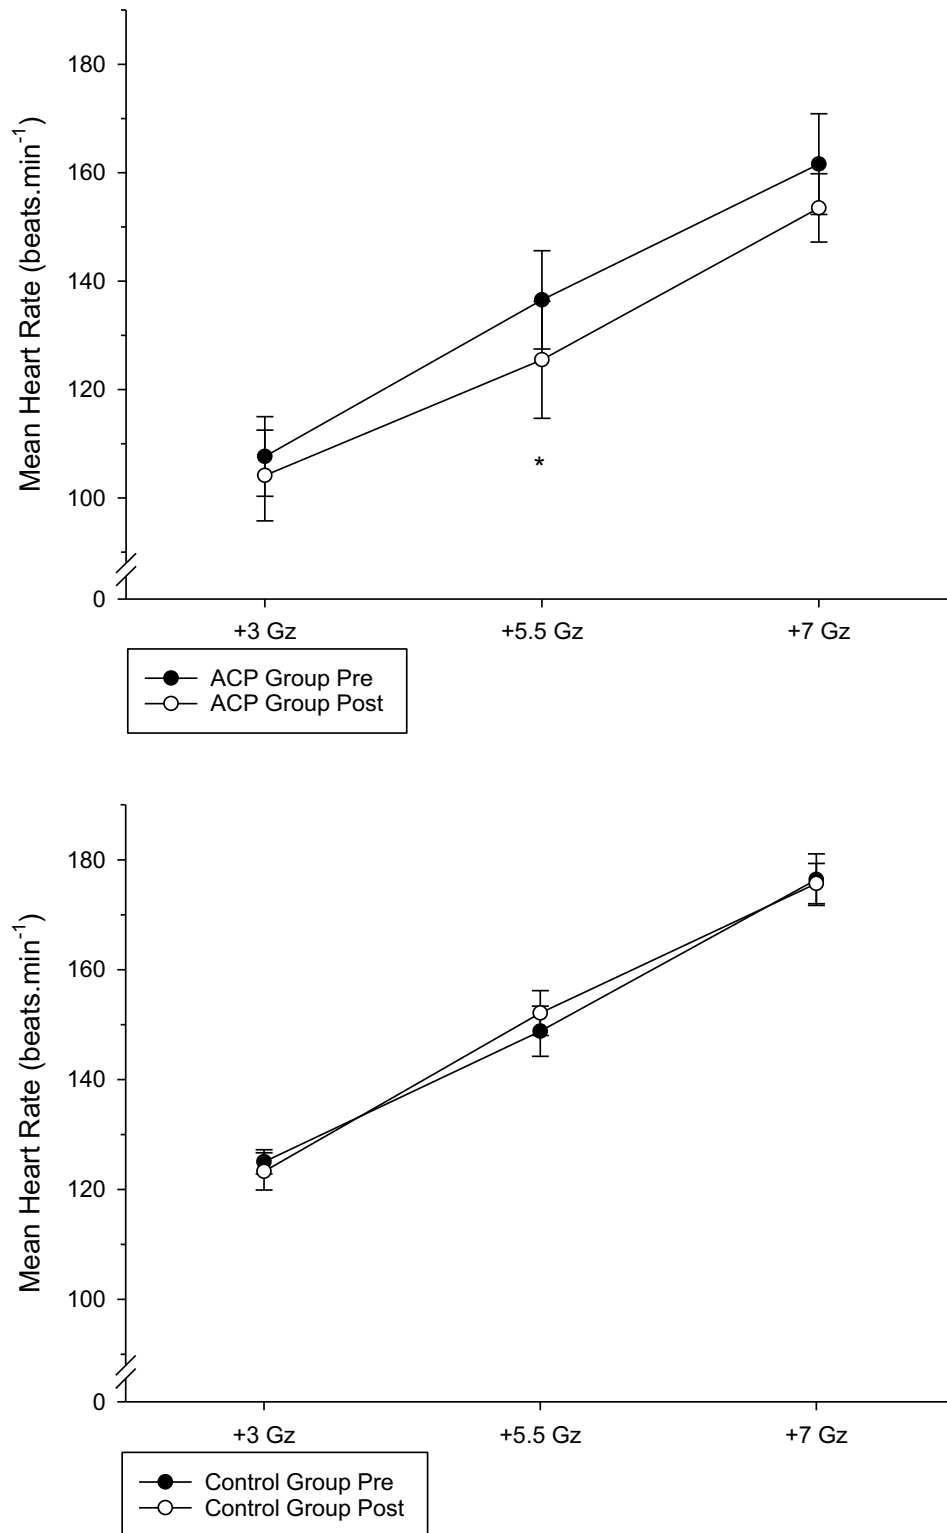 180
160
140
120
100
0
Mean Heart Rate (beats.min⁻¹)
*
+3 Gz +5.5 Gz +7 Gz
ACP Group Pre
ACP Group Post
180
160
140
120
100
0
Mean Heart Rate (beats.min⁻¹)
+3 Gz +5.5 Gz +7 Gz
Control Group Pre
Control Group Post